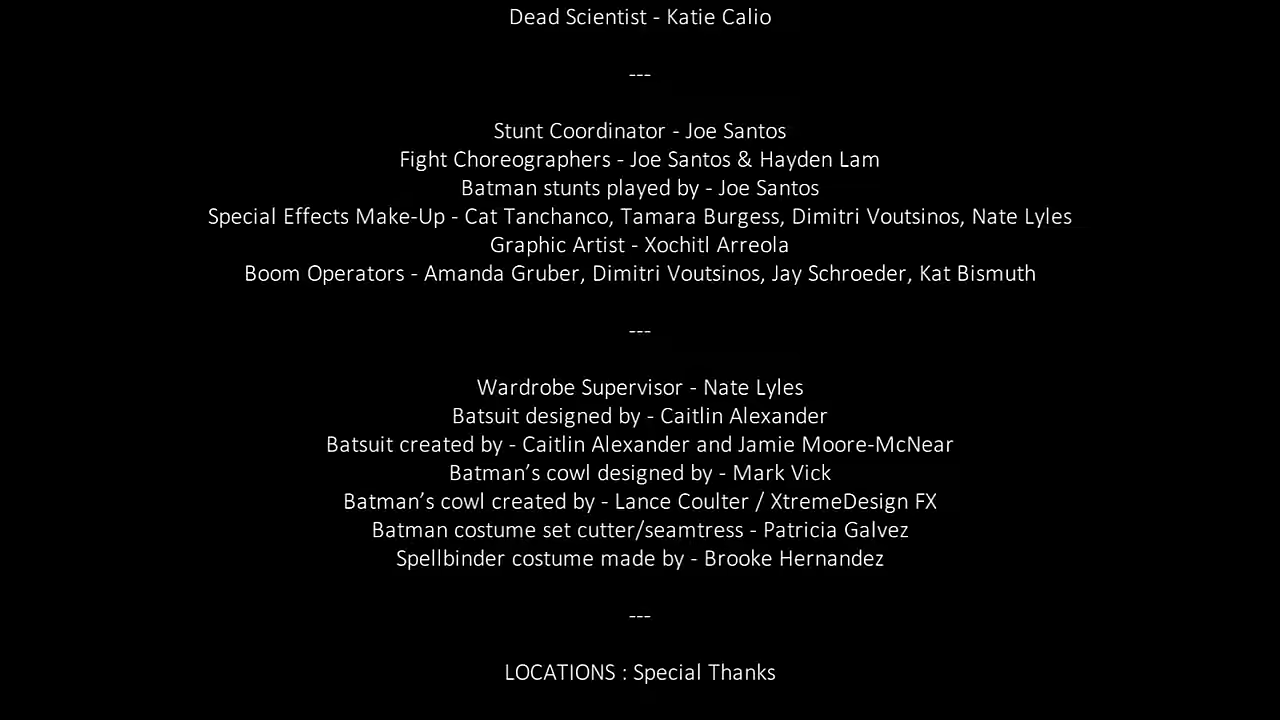 Dead Scientist - Katie Calio
---
Stunt Coordinator - Joe Santos
Fight Choreographers - Joe Santos & Hayden Lam
Batman stunts played by - Joe Santos
Special Effects Make-Up - Cat Tanchanco, Tamara Burgess, Dimitri Voutsinos, Nate Lyles
Graphic Artist - Xochitl Arreola
Boom Operators - Amanda Gruber, Dimitri Voutsinos, Jay Schroeder, Kat Bismuth
---
Wardrobe Supervisor - Nate Lyles
Batsuit designed by - Caitlin Alexander
Batsuit created by - Caitlin Alexander and Jamie Moore-McNear
Batman’s cowl designed by - Mark Vick
Batman’s cowl created by - Lance Coulter / XtremeDesign FX
Batman costume set cutter/seamtress - Patricia Galvez
Spellbinder costume made by - Brooke Hernandez
---
LOCATIONS : Special Thanks